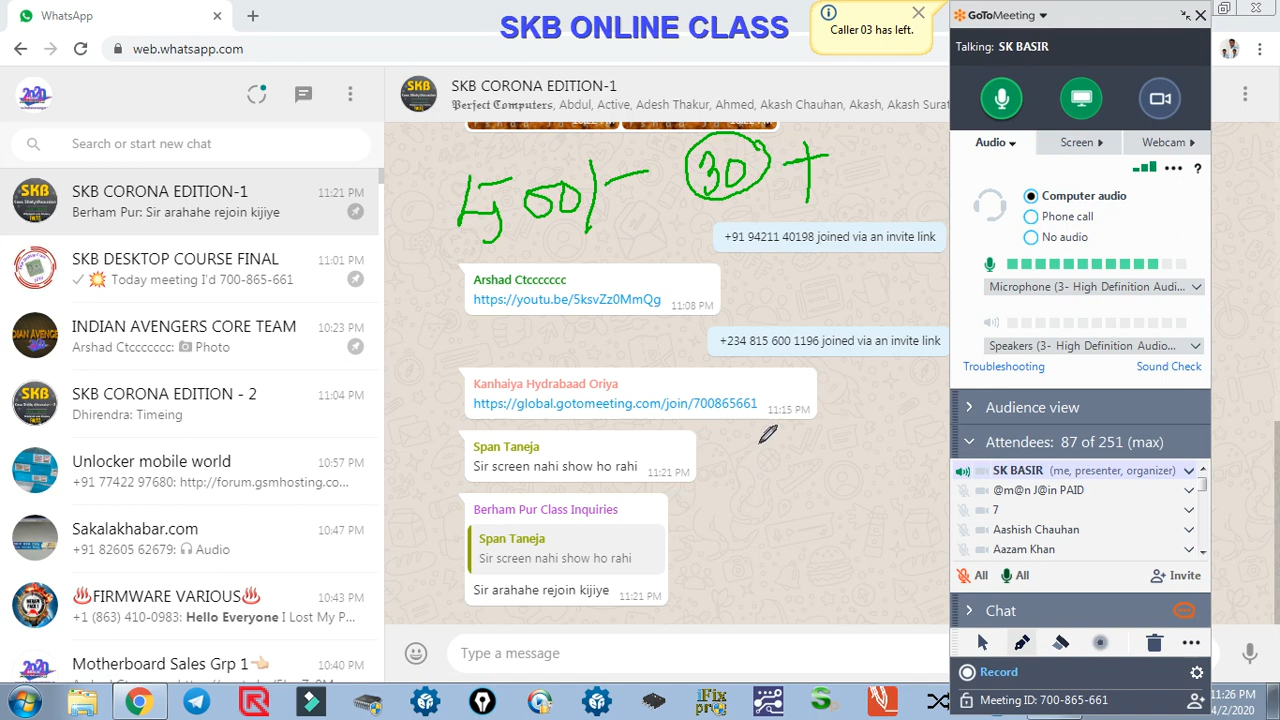 WhatsApp
SKB ONLINE CLASS
Caller 03 has left.
web.whatsapp.com
Search or start new chat
SKB CORONA EDITION-1
11:21 PM
Berham Pur: Sir arahahe rejoin kijiye
SKB DESKTOP COURSE FINAL
11:01 PM
Today meeting I'd 700-865-661
INDIAN AVENGERS CORE TEAM
10:23 PM
Arshad Ctccccccc: Photo
SKB CORONA EDITION - 2
11:04 PM
Dhirendra: Timeing
Unlocker mobile world
10:57 PM
+91 77422 97680: http://forum.gsmhosting.co...
Sakalakhabar.com
10:47 PM
+91 82605 62679: Audio
FIRMWARE VARIOUS
10:43 PM
+1 (863) 410-0983: Hello Everyone I Lost My P...
Motherboard Sales Grp 1
10:40 PM
SKB CORONA EDITION-1
Perfect Computers, Abdul, Active, Adesh Thakur, Ahmed, Akash Chauhan, Akash, Akash Surat
500/- 30 +
+91 94211 40198 joined via an invite link
Arshad Ctccccccc
https://youtu.be/5ksvZz0MmQg
11:08 PM
+234 815 600 1196 joined via an invite link
Kanhaiya Hydrabaad Oriya
https://global.gotomeeting.com/join/700865661
11:15 PM
Span Taneja
Sir screen nahi show ho rahi
11:21 PM
Berham Pur Class Inquiries
Span Taneja
Sir screen nahi show ho rahi
Sir arahahe rejoin kijiye
11:21 PM
Type a message
GoToMeeting
Talking: SK BASIR
Audio
Screen
Webcam
?
Computer audio
Phone call
No audio
Microphone (3- High Definition Audi...
Speakers (3- High Definition Audio...
Troubleshooting
Sound Check
Audience view
Attendees: 87 of 251 (max)
SK BASIR (me, presenter, organizer)
@m@n J@in PAID
7
Aashish Chauhan
Aazam Khan
All
All
Invite
Chat
Record
Meeting ID: 700-865-661
11:26 PM
4/2/2020